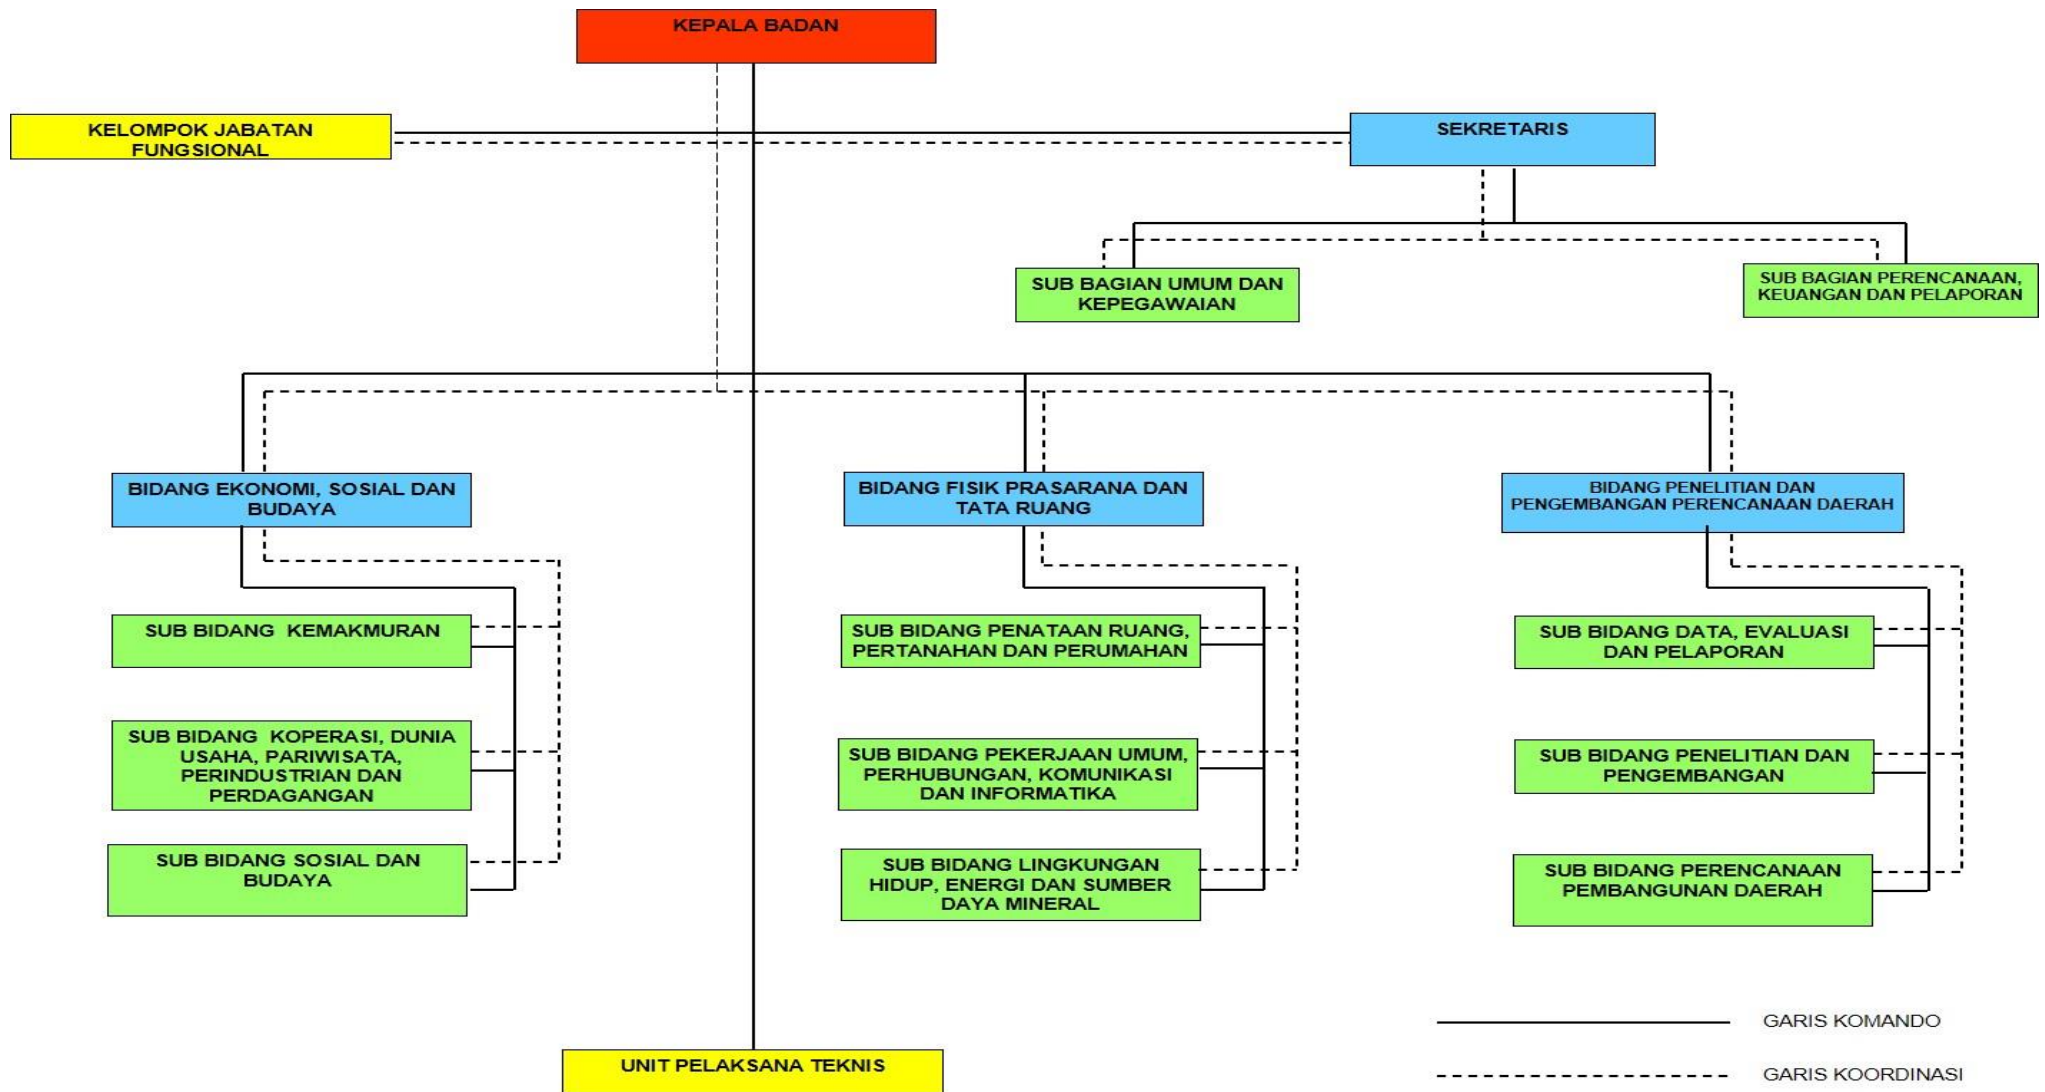 KEPALA BADAN
KELOMPOK JABATAN
FUNGSIONAL
SEKRETARIS
SUB BAGIAN UMUM DAN
KEPEGAWAIAN
SUB BAGIAN PERENCANAAN,
KEUANGAN DAN PELAPORAN
BIDANG EKONOMI, SOSIAL DAN
BUDAYA
BIDANG FISIK PRASARANA DAN
TATA RUANG
BIDANG PENELITIAN DAN
PENGEMBANGAN PERENCANAAN DAERAH
SUB BIDANG KEMAKMURAN
SUB BIDANG PENATAAN RUANG,
PERTANAHAN DAN PERUMAHAN
SUB BIDANG DATA, EVALUASI
DAN PELAPORAN
SUB BIDANG KOPERASI, DUNIA
USAHA, PARIWISATA,
PERINDUSTRIAN DAN
PERDAGANGAN
SUB BIDANG PEKERJAAN UMUM,
PERHUBUNGAN, KOMUNIKASI
DAN INFORMATIKA
SUB BIDANG PENELITIAN DAN
PENGEMBANGAN
SUB BIDANG SOSIAL DAN
BUDAYA
SUB BIDANG LINGKUNGAN
HIDUP, ENERGI DAN SUMBER
DAYA MINERAL
SUB BIDANG PERENCANAAN
PEMBANGUNAN DAERAH
UNIT PELAKSANA TEKNIS
GARIS KOMANDO
GARIS KOORDINASI